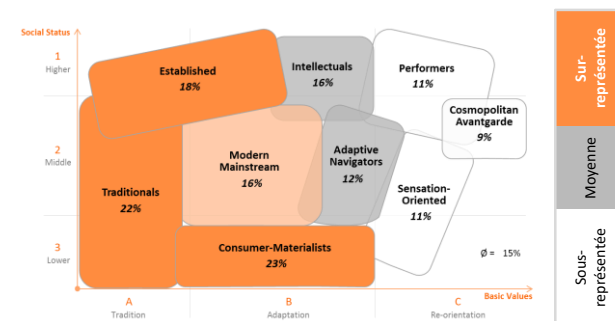 Social Status
1
Higher
2
Middle
3
Lower
Established
18%
Intellectuals
16%
Performers
11%
Cosmopolitan
Avantgarde
9%
Modern
Mainstream
16%
Adaptive
Navigators
12%
Traditionals
22%
Sensation-
Oriented
11%
Consumer-Materialists
23%
Ø = 15%
Basic Values
A
Tradition
B
Adaptation
C
Re-orientation
Sur-
représentée
Moyenne
Sous-
représentée